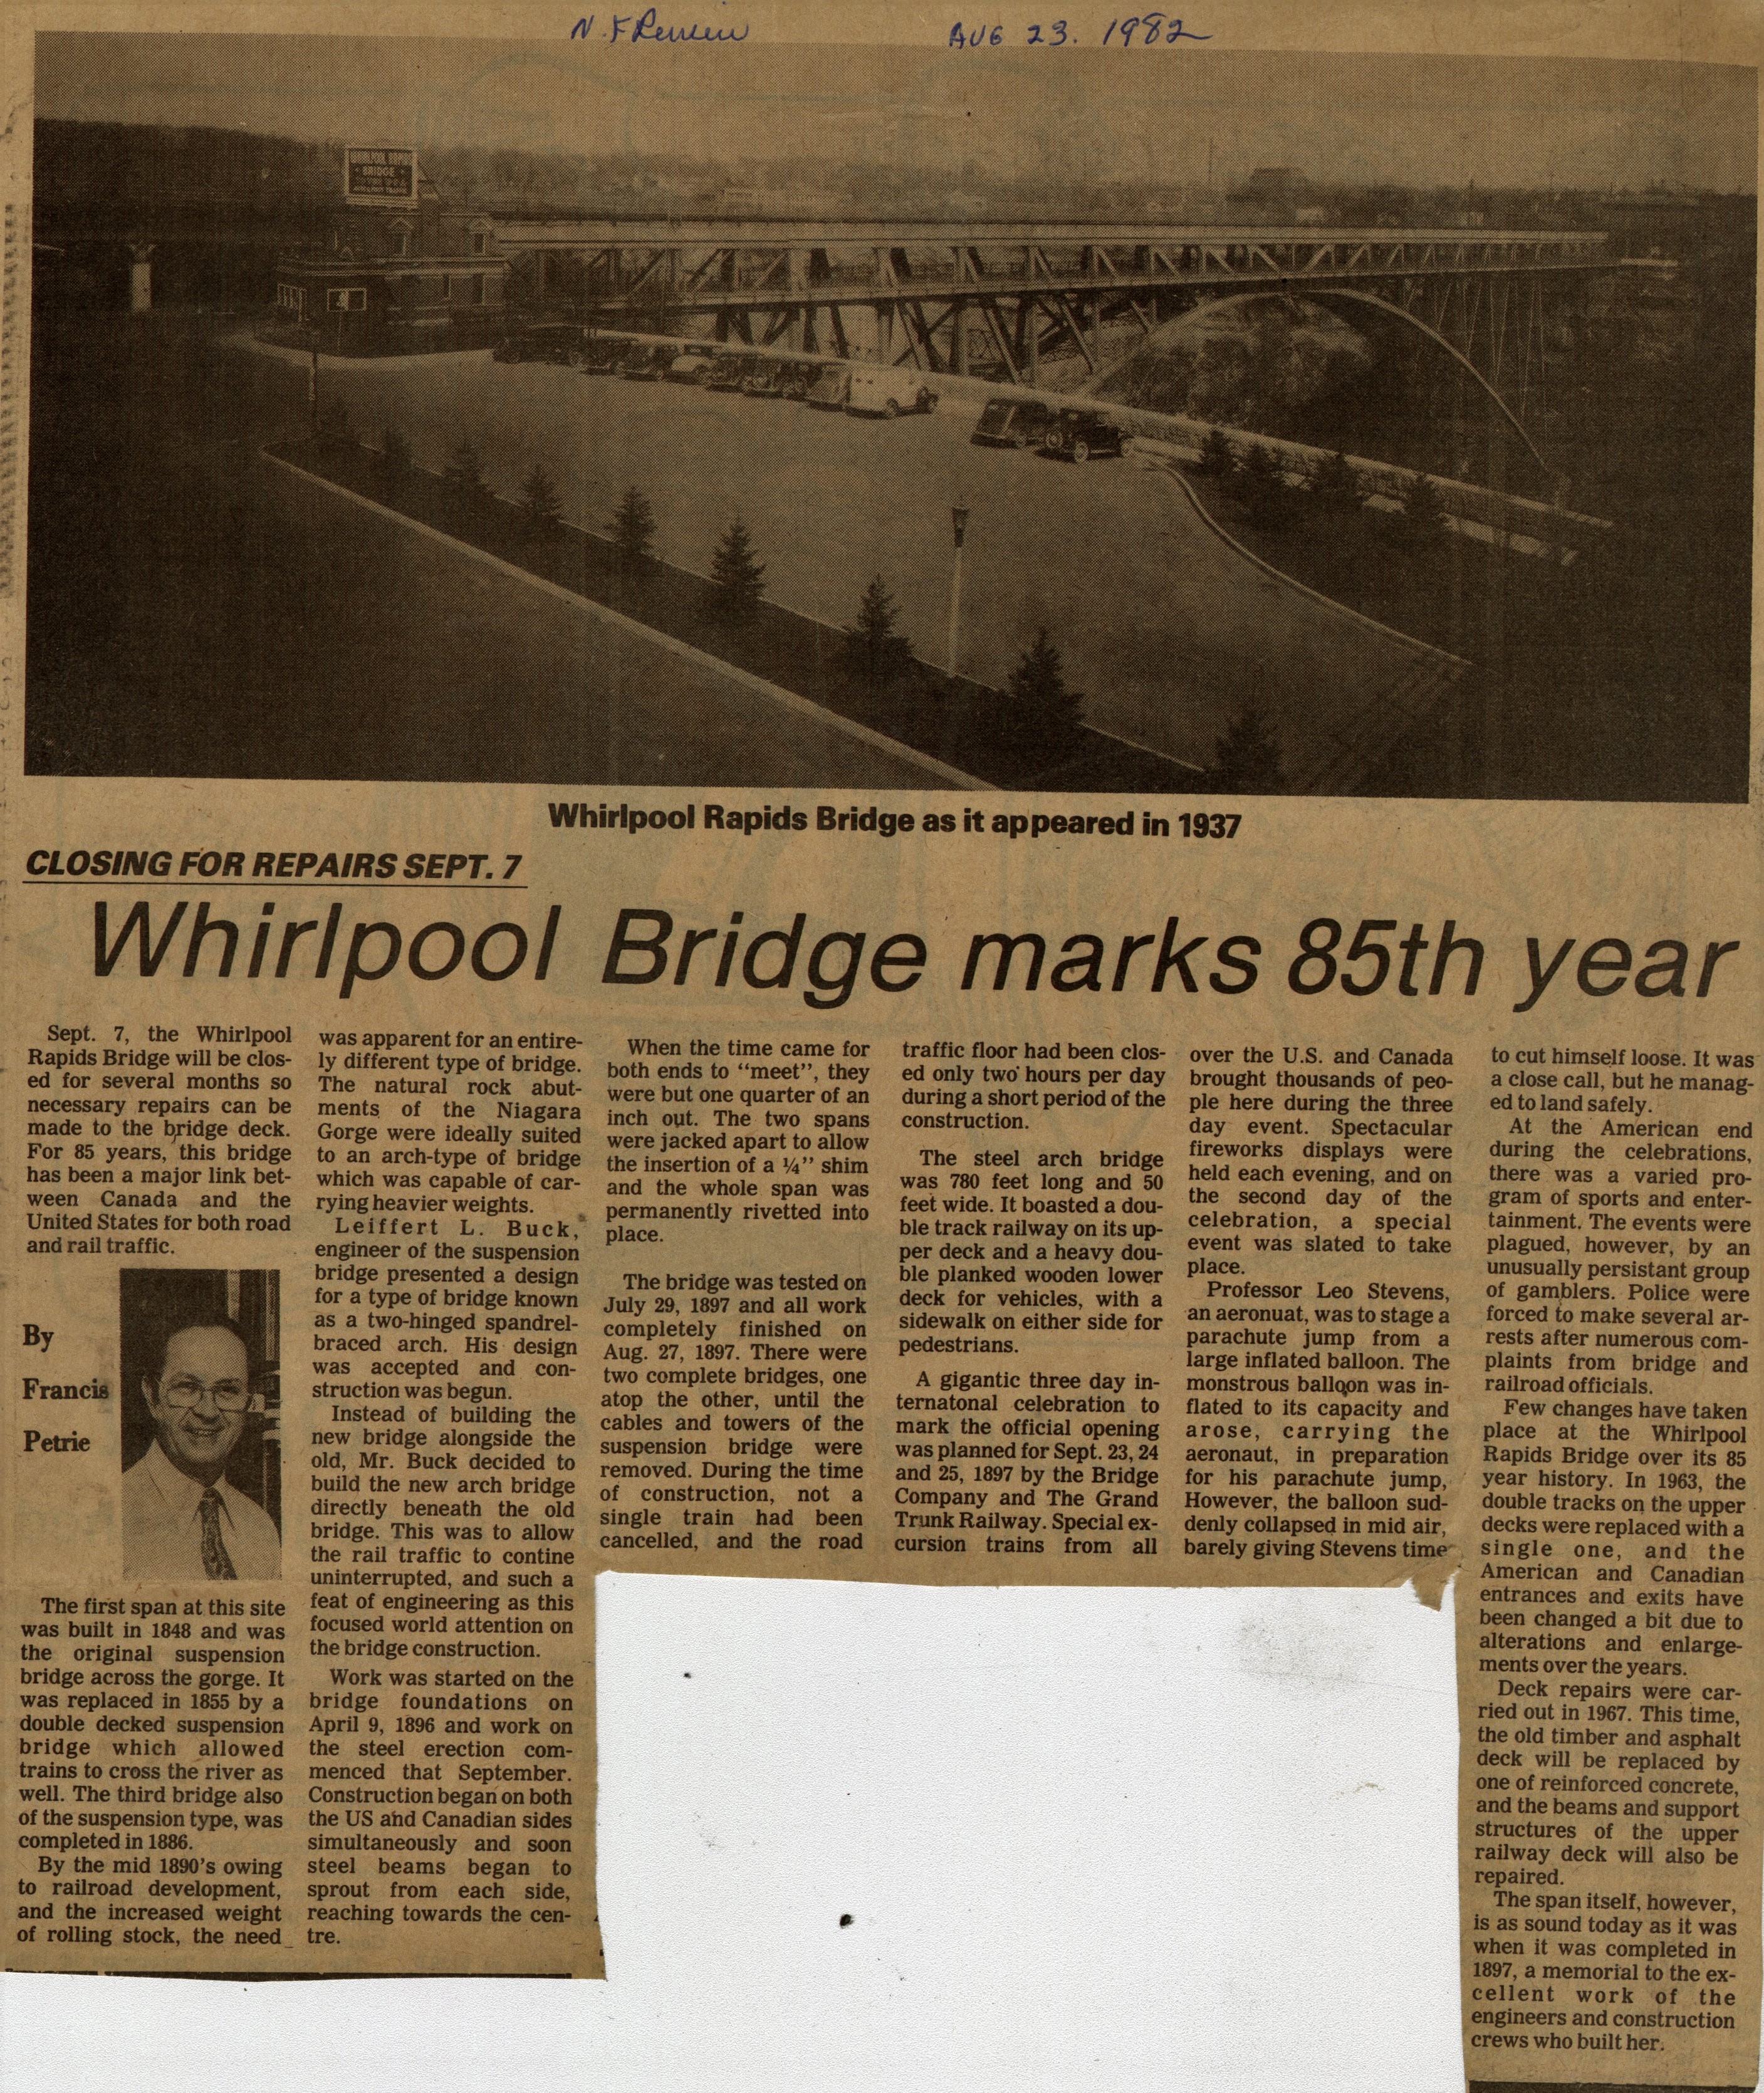 N.F Review AUG 23. 1982
WHIRLPOOL RAPIDS
BRIDGE
Whirlpool Rapids Bridge as it appeared in 1937
CLOSING FOR REPAIRS SEPT. 7
Whirlpool Bridge marks 85th year
Sept. 7, the Whirlpool
Rapids Bridge will be clos-
ed for several months so
necessary repairs can be
made to the bridge deck.
For 85 years, this bridge
has been a major link bet-
ween Canada and the
United States for both road
and rail traffic.
By
Francis
Petrie
The first span at this site
was built in 1848 and was
the original suspension
bridge across the gorge. It
was replaced in 1855 by a
double decked suspension
bridge which allowed
trains to cross the river as
well. The third bridge also
of the suspension type, was
completed in 1886.
By the mid 1890's owing
to railroad development,
and the increased weight
of rolling stock, the need
was apparent for an entire-
ly different type of bridge.
The natural rock abut-
ments of the Niagara
Gorge were ideally suited
to an arch-type of bridge
which was capable of car-
rying heavier weights.
Leiffert L. Buck,
engineer of the suspension
bridge presented a design
for a type of bridge known
as a two-hinged spandrel-
braced arch. His design
was accepted and con-
struction was begun.
Instead of building the
new bridge alongside the
old, Mr. Buck decided to
build the new arch bridge
directly beneath the old
bridge. This was to allow
the rail traffic to contine
uninterrupted, and such a
feat of engineering as this
focused world attention on
the bridge construction.
Work was started on the
bridge foundations on
April 9, 1896 and work on
the steel erection com-
menced that September.
Construction began on both
the US and Canadian sides
simultaneously and soon
steel beams began to
sprout from each side,
reaching towards the cen-
tre.
When the time came for
both ends to "meet", they
were but one quarter of an
inch out. The two spans
were jacked apart to allow
the insertion of a ¼" shim
and the whole span was
permanently rivetted into
place.
The bridge was tested on
July 29, 1897 and all work
completely finished on
Aug. 27, 1897. There were
two complete bridges, one
atop the other, until the
cables and towers of the
suspension bridge were
removed. During the time
of construction, not a
single train had been
cancelled, and the road
traffic floor had been clos-
ed only two hours per day
during a short period of the
construction.
The steel arch bridge
was 780 feet long and 50
feet wide. It boasted a dou-
ble track railway on its up-
per deck and a heavy dou-
ble planked wooden lower
deck for vehicles, with a
sidewalk on either side for
pedestrians.
A gigantic three day in-
ternatonal celebration to
mark the official opening
was planned for Sept. 23, 24
and 25, 1897 by the Bridge
Company and The Grand
Trunk Railway. Special ex-
cursion trains from all
over the U.S. and Canada
brought thousands of peo-
ple here during the three
day event. Spectacular
fireworks displays were
held each evening, and on
the second day of the
celebration, a special
event was slated to take
place.
Professor Leo Stevens,
an aeronuat, was to stage a
parachute jump from a
large inflated balloon. The
monstrous balloon was in-
flated to its capacity and
arose, carrying the
aeronaut, in preparation
for his parachute jump,
However, the balloon sud-
denly collapsed in mid air,
barely giving Stevens time
to cut himself loose. It was
a close call, but he manag-
ed to land safely.
At the American end
during the celebrations,
there was a varied pro-
gram of sports and enter-
tainment. The events were
plagued, however, by an
unusually persistant group
of gamblers. Police were
forced to make several ar-
rests after numerous com-
plaints from bridge and
railroad officials.
Few changes have taken
place at the Whirlpool
Rapids Bridge over its 85
year history. In 1963, the
double tracks on the upper
decks were replaced with a
single one, and the
American and Canadian
entrances and exits have
been changed a bit due to
alterations and enlarge-
ments over the years.
Deck repairs were car-
ried out in 1967. This time,
the old timber and asphalt
deck will be replaced by
one of reinforced concrete,
and the beams and support
structures of the upper
railway deck will also be
repaired.
The span itself, however,
is as sound today as it was
when it was completed in
1897, a memorial to the ex-
cellent work of the
engineers and construction
crews who built her.